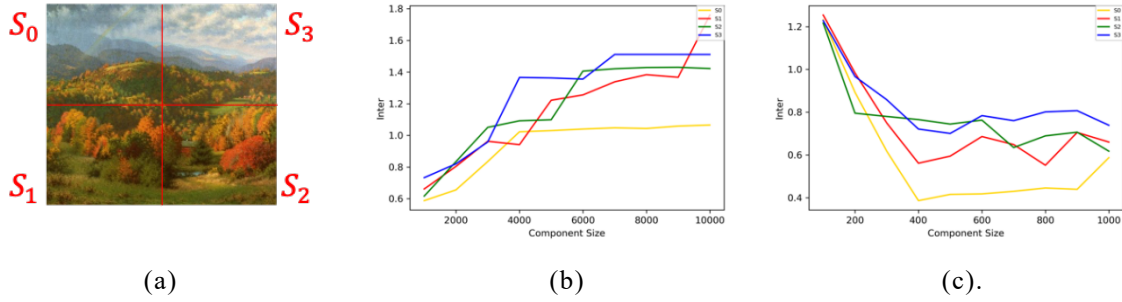 S0
S3
S1
S2
(a)
1.8
1.6
1.4
1.2
1.0
0.8
0.6
Inter
2000 4000 6000 8000 10000
Component Size
S0
S1
S2
S3
(b)
1.2
1.0
0.8
0.6
0.4
Inter
200 400 600 800 1000
Component Size
S0
S1
S2
S3
(c).